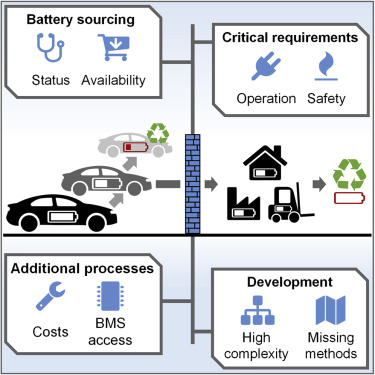 Battery sourcing
Status
Availability
Critical requirements
Operation
Safety
Additional processes
Costs
BMS
access
Development
High
complexity
Missing
methods